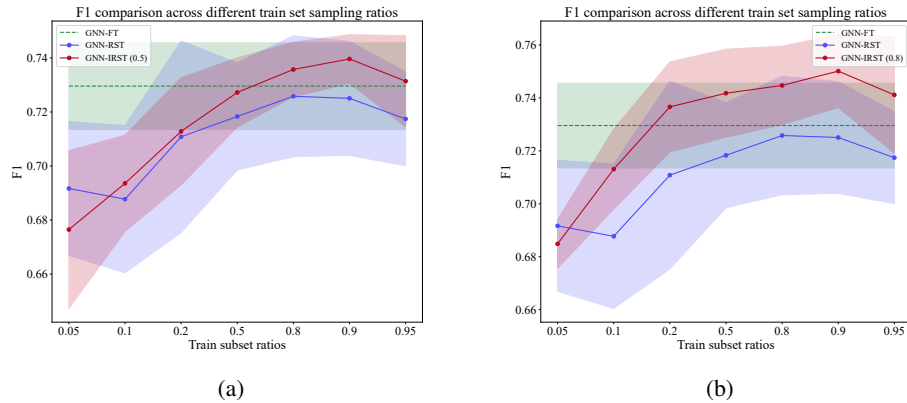 F1 comparison across different train set sampling ratios
GNN-FT
GNN-RST
GNN-IRST (0.5)
0.74
0.72
0.70
0.68
0.66
F1
0.05 0.1 0.2 0.5 0.8 0.9 0.95
Train subset ratios
(a)
F1 comparison across different train set sampling ratios
GNN-FT
GNN-RST
GNN-IRST (0.8)
0.76
0.74
0.72
0.70
0.68
0.66
F1
0.05 0.1 0.2 0.5 0.8 0.9 0.95
Train subset ratios
(b)